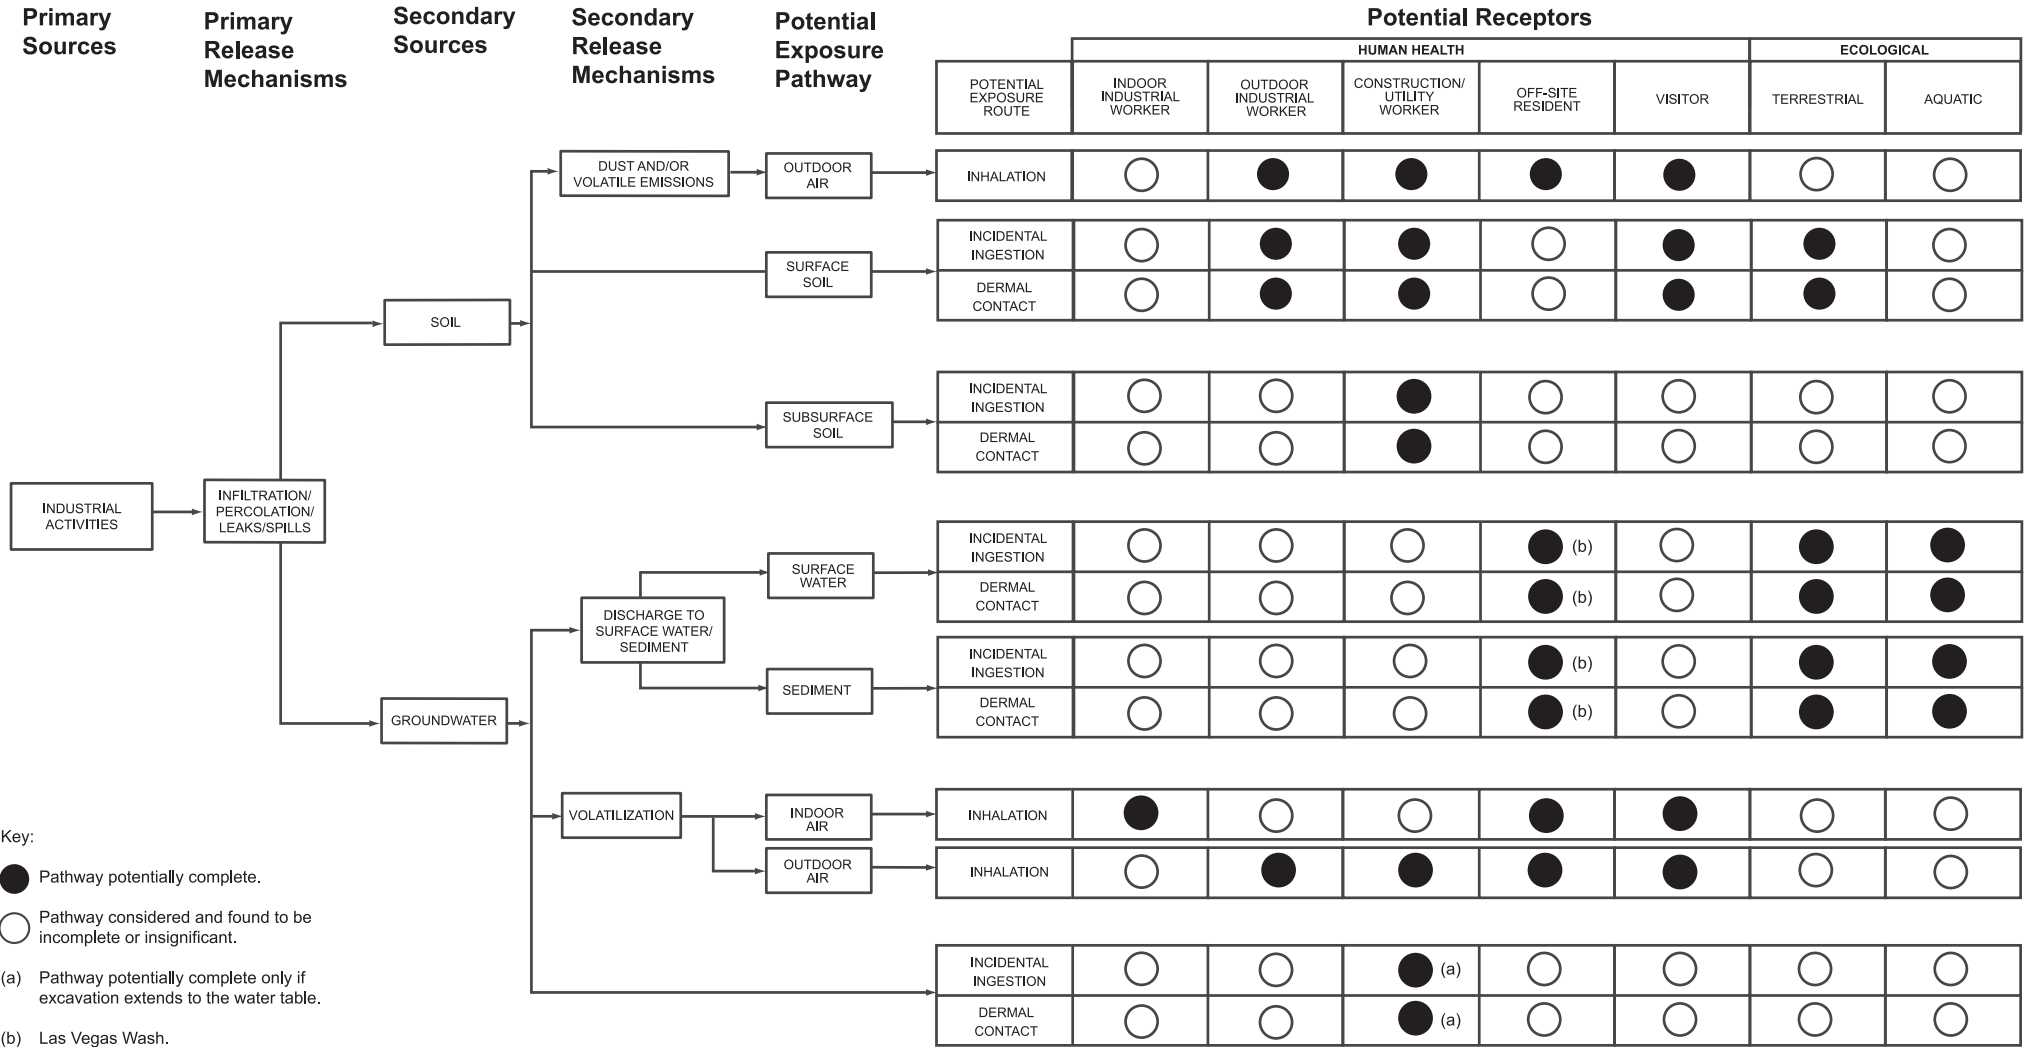 Primary
Sources
Primary
Release
Mechanisms
Secondary
Sources
Secondary
Release
Mechanisms
Potential
Exposure
Pathway
Potential Receptors
HUMAN HEALTH
ECOLOGICAL
POTENTIAL
EXPOSURE
ROUTE
INDOOR
INDUSTRIAL
WORKER
OUTDOOR
INDUSTRIAL
WORKER
CONSTRUCTION/
UTILITY
WORKER
OFF-SITE
RESIDENT
VISITOR
TERRESTRIAL
AQUATIC
DUST AND/OR
VOLATILE EMISSIONS
OUTDOOR
AIR
INHALATION
SURFACE
SOIL
INCIDENTAL
INGESTION
DERMAL
CONTACT
SOIL
SUBSURFACE
SOIL
INCIDENTAL
INGESTION
DERMAL
CONTACT
INDUSTRIAL
ACTIVITIES
INFILTRATION/
PERCOLATION/
LEAKS/SPILLS
SURFACE
WATER
INCIDENTAL
INGESTION
(b)
DERMAL
CONTACT
(b)
DISCHARGE TO
SURFACE WATER/
SEDIMENT
SEDIMENT
INCIDENTAL
INGESTION
(b)
DERMAL
CONTACT
(b)
GROUNDWATER
VOLATILIZATION
INDOOR
AIR
INHALATION
OUTDOOR
AIR
INHALATION
INCIDENTAL
INGESTION
(a)
DERMAL
CONTACT
(a)
Key:
Pathway potentially complete.
Pathway considered and found to be
incomplete or insignificant.
(a) Pathway potentially complete only if
excavation extends to the water table.
(b) Las Vegas Wash.